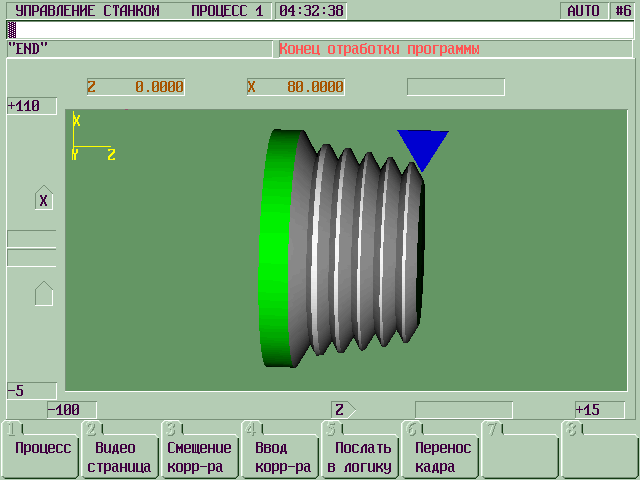 УПРАВЛЕНИЕ СТАНКОМ ПРОЦЕСС 1 04:32:38 AUTO #6
"END" Конец отработки программы
Z 0.0000 X 80.0000
+110
X
Y Z
X
-5
-100 Z +15
1 2 3 4 5 6 7 8
Процесс Видео Смещение Ввод Послать Перенос
страница корр-ра корр-ра в логику кадра